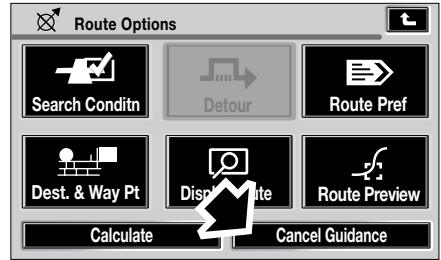 Route Options
Search Conditn
Detour
Route Pref
Dest. & Way Pt
Route Preview
Calculate
Cancel Guidance